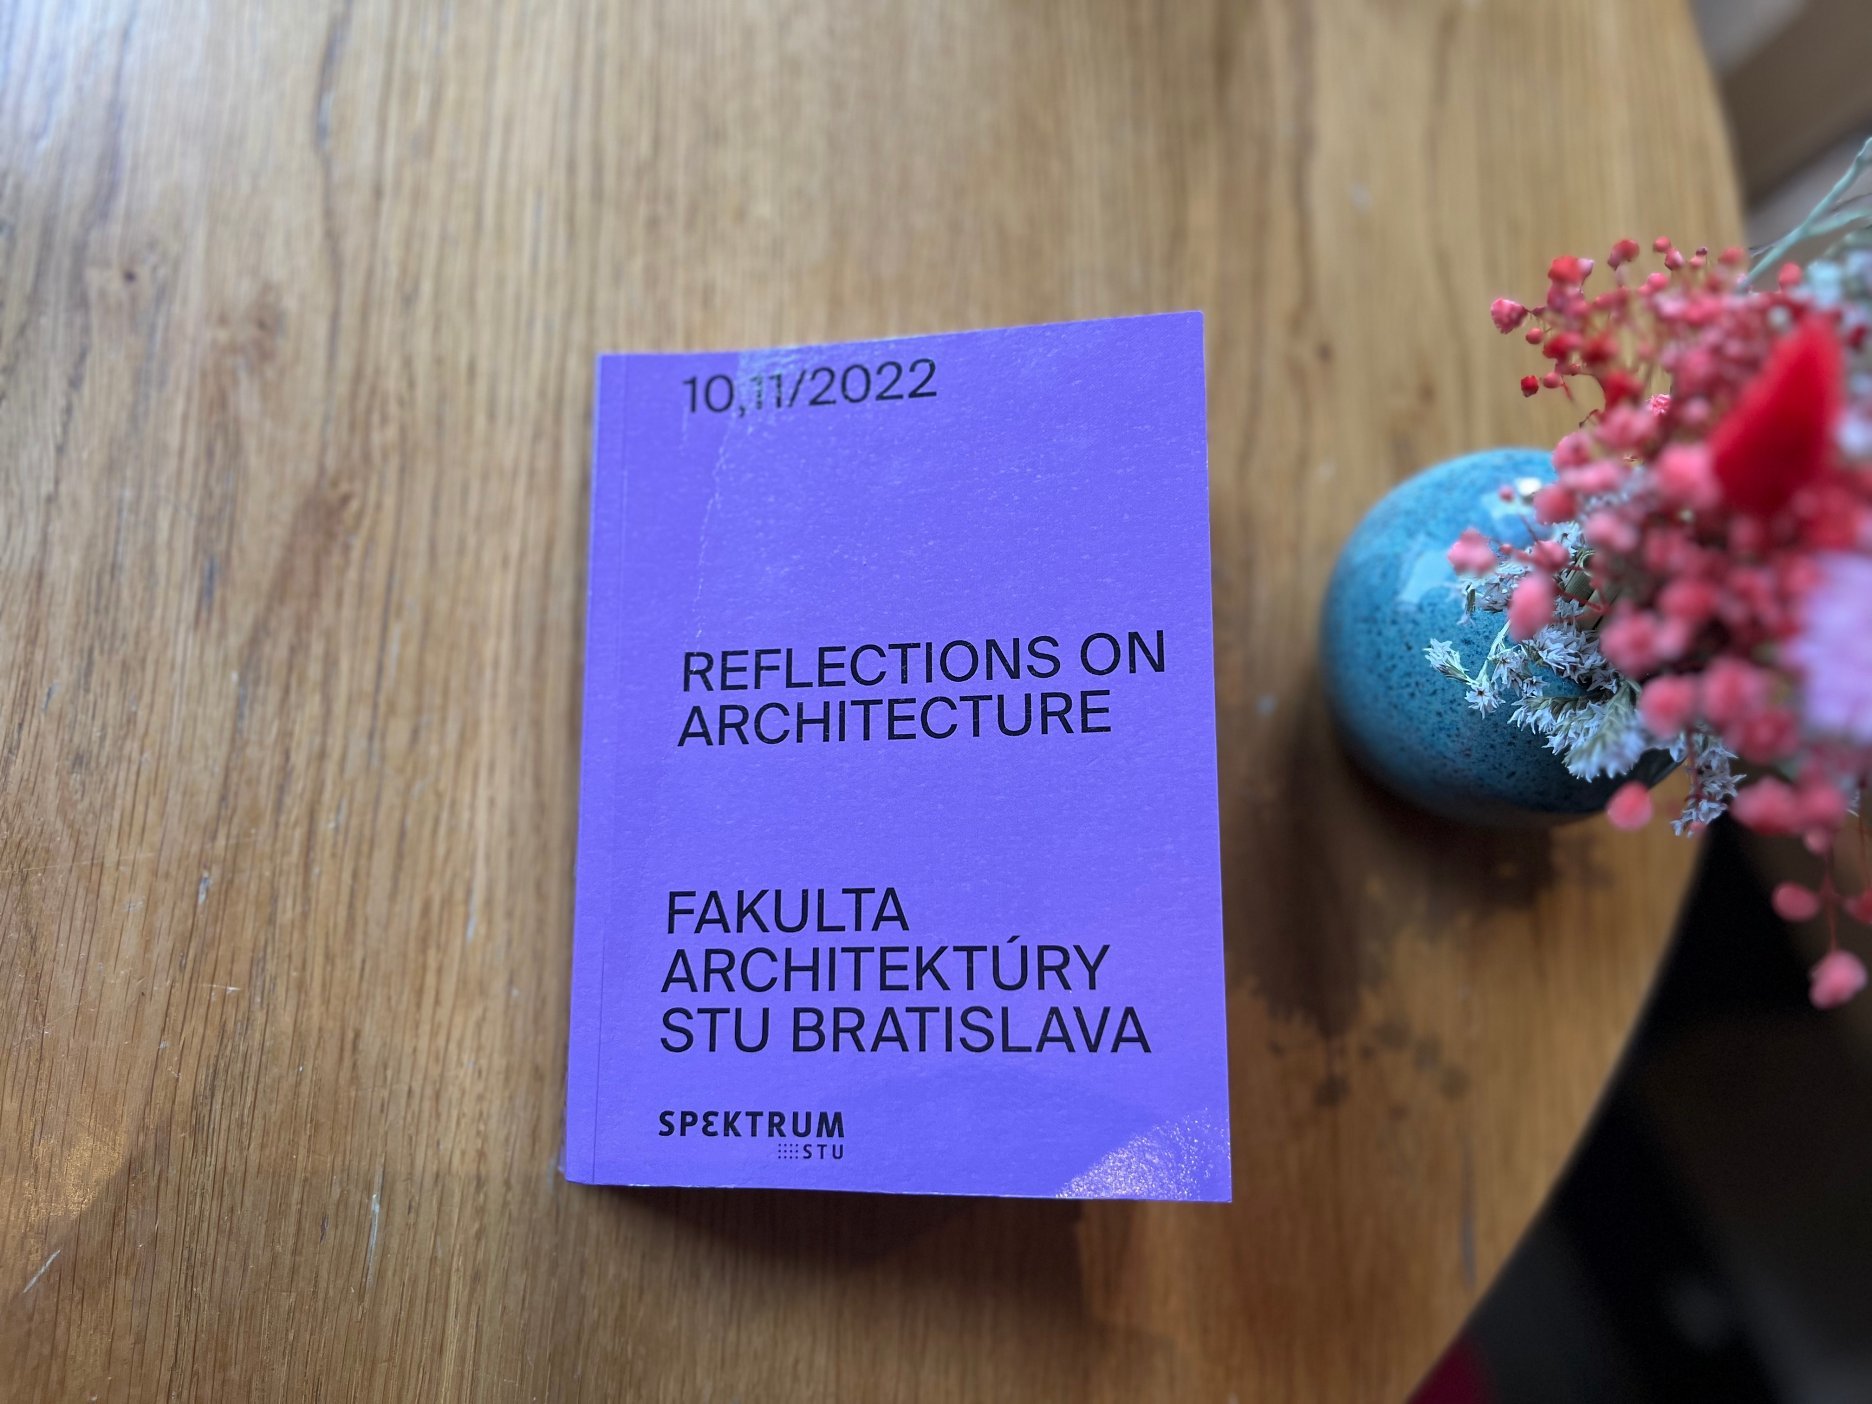 10,11/2022
REFLECTIONS ON
ARCHITECTURE
FAKULTA
ARCHITEKTÚRY
STU BRATISLAVA
SPEKTRUM
STU